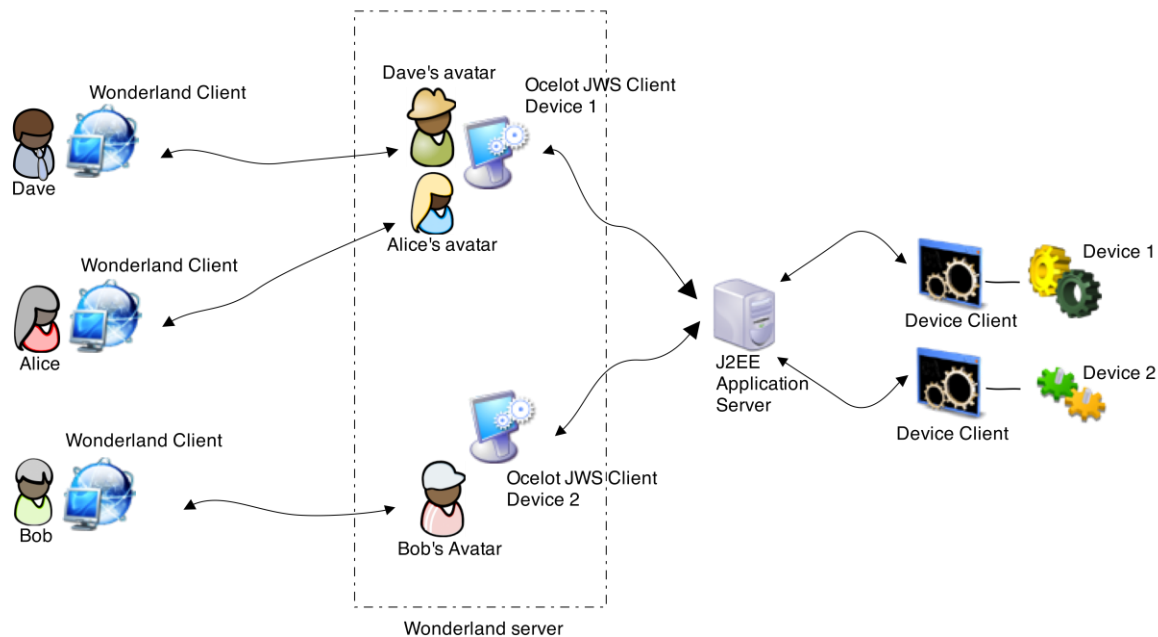 Dave's avatar
Ocelot JWS Client
Device 1
Wonderland Client
Dave
Alice's avatar
Wonderland Client
Alice
Device 1
Device Client
J2EE
Application
Server
Device 2
Device Client
Wonderland Client
Bob
Ocelot JWS Client
Device 2
Bob's Avatar
Wonderland server